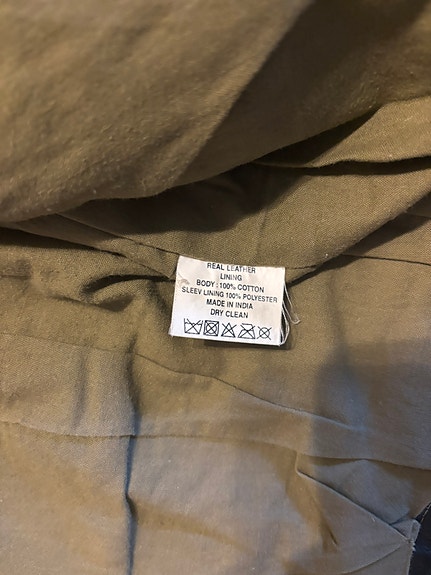 REAL LEATHER
LINING
BODY : 100% COTTON
SLEEV LINING 100% POLYESTER
MADE IN INDIA
DRY CLEAN